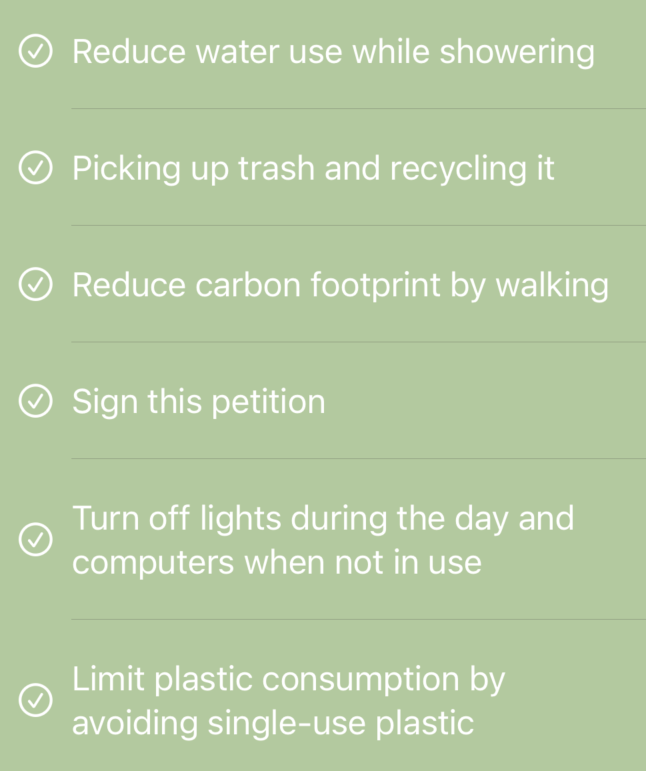 Reduce water use while showering
Picking up trash and recycling it
Reduce carbon footprint by walking
Sign this petition
Turn off lights during the day and
computers when not in use
Limit plastic consumption by
avoiding single-use plastic